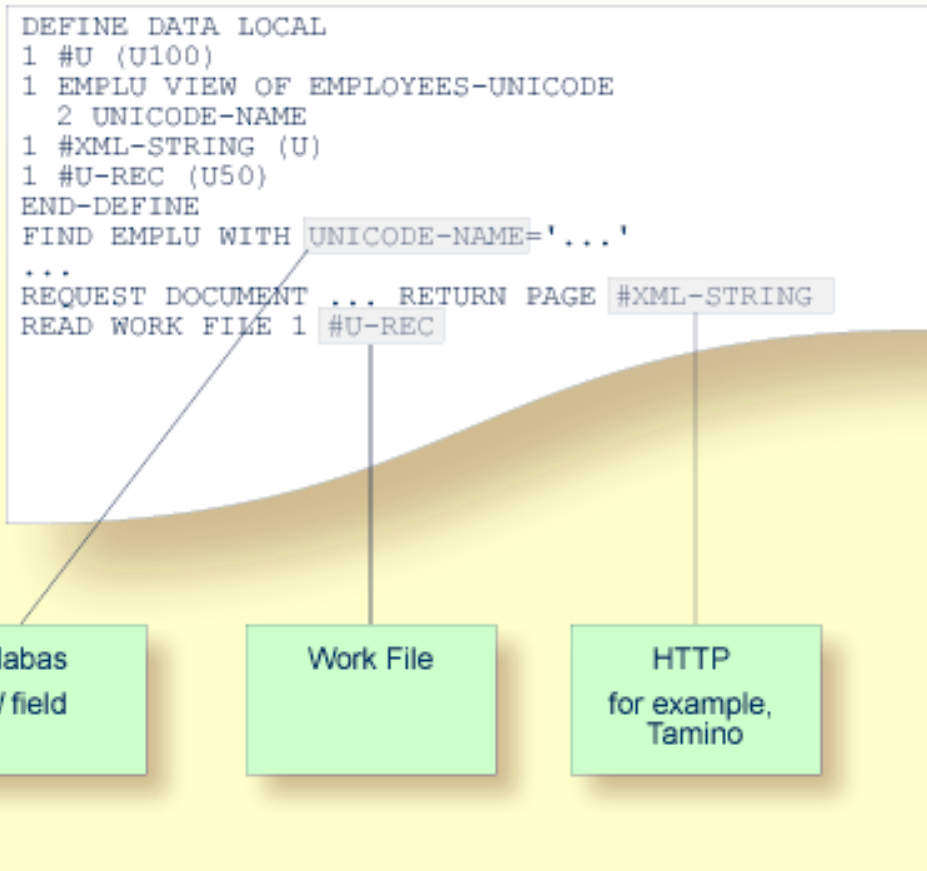 DEFINE DATA LOCAL
1 #U (U100)
1 EMPLU VIEW OF EMPLOYEES-UNICODE
2 UNICODE-NAME
1 #XML-STRING (U)
1 #U-REC (U50)
END-DEFINE
FIND EMPLU WITH UNICODE-NAME='...'
...
REQUEST DOCUMENT ... RETURN PAGE #XML-STRING
READ WORK FILE 1 #U-REC
field
Work File
HTTP
for example,
Tamino